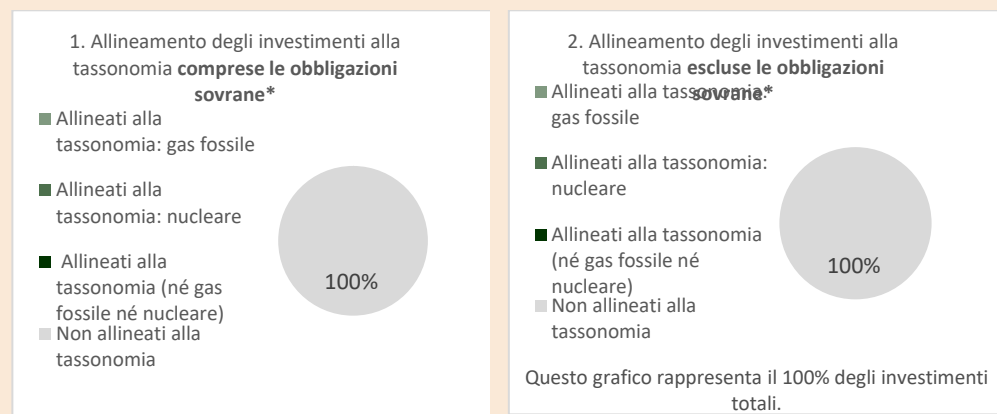 1. Allineamento degli investimenti alla
tassonomia comprese le obbligazioni
sovrane*
Allineati alla
tassonomia: gas fossile
Allineati alla
tassonomia: nucleare
Allineati alla
tassonomia (né gas
fossile né nucleare)
Non allineati alla
tassonomia
100%
2. Allineamento degli investimenti alla
tassonomia escluse le obbligazioni
sovrane*
Allineati alla tassonomia:
gas fossile
Allineati alla tassonomia:
nucleare
Allineati alla tassonomia
(né gas fossile né
nucleare)
Non allineati alla
tassonomia
100%
Questo grafico rappresenta il 100% degli investimenti
totali.